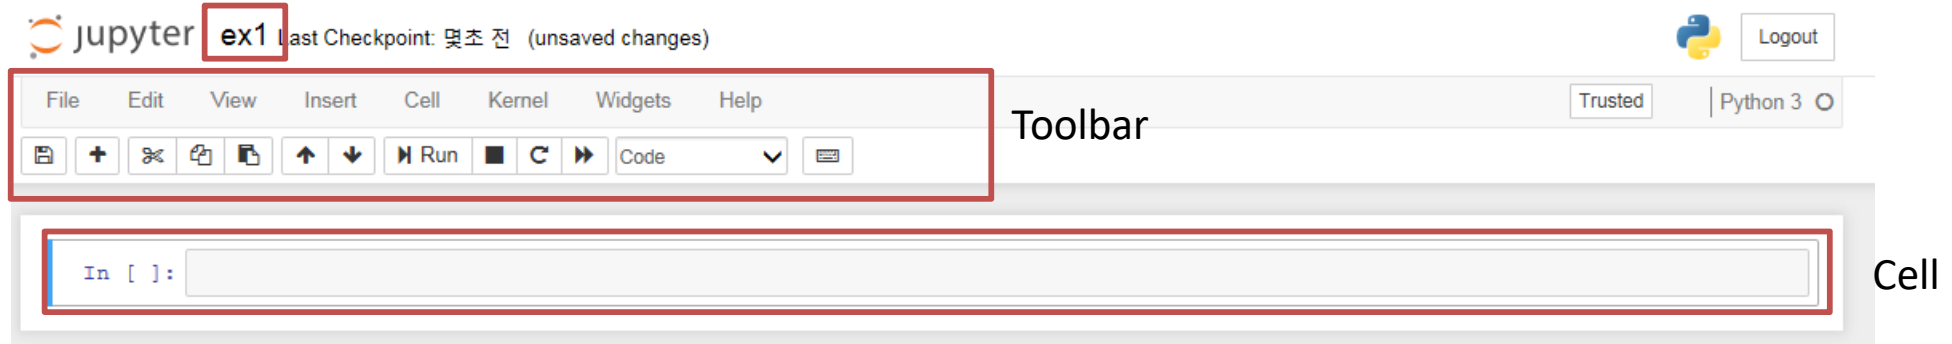 jupyter ex1 Last Checkpoint: 몇초 전 (unsaved changes) Logout
File Edit View Insert Cell Kernel Widgets Help Trusted Python 3
Toolbar
Run Code
In [ ]:
Cell